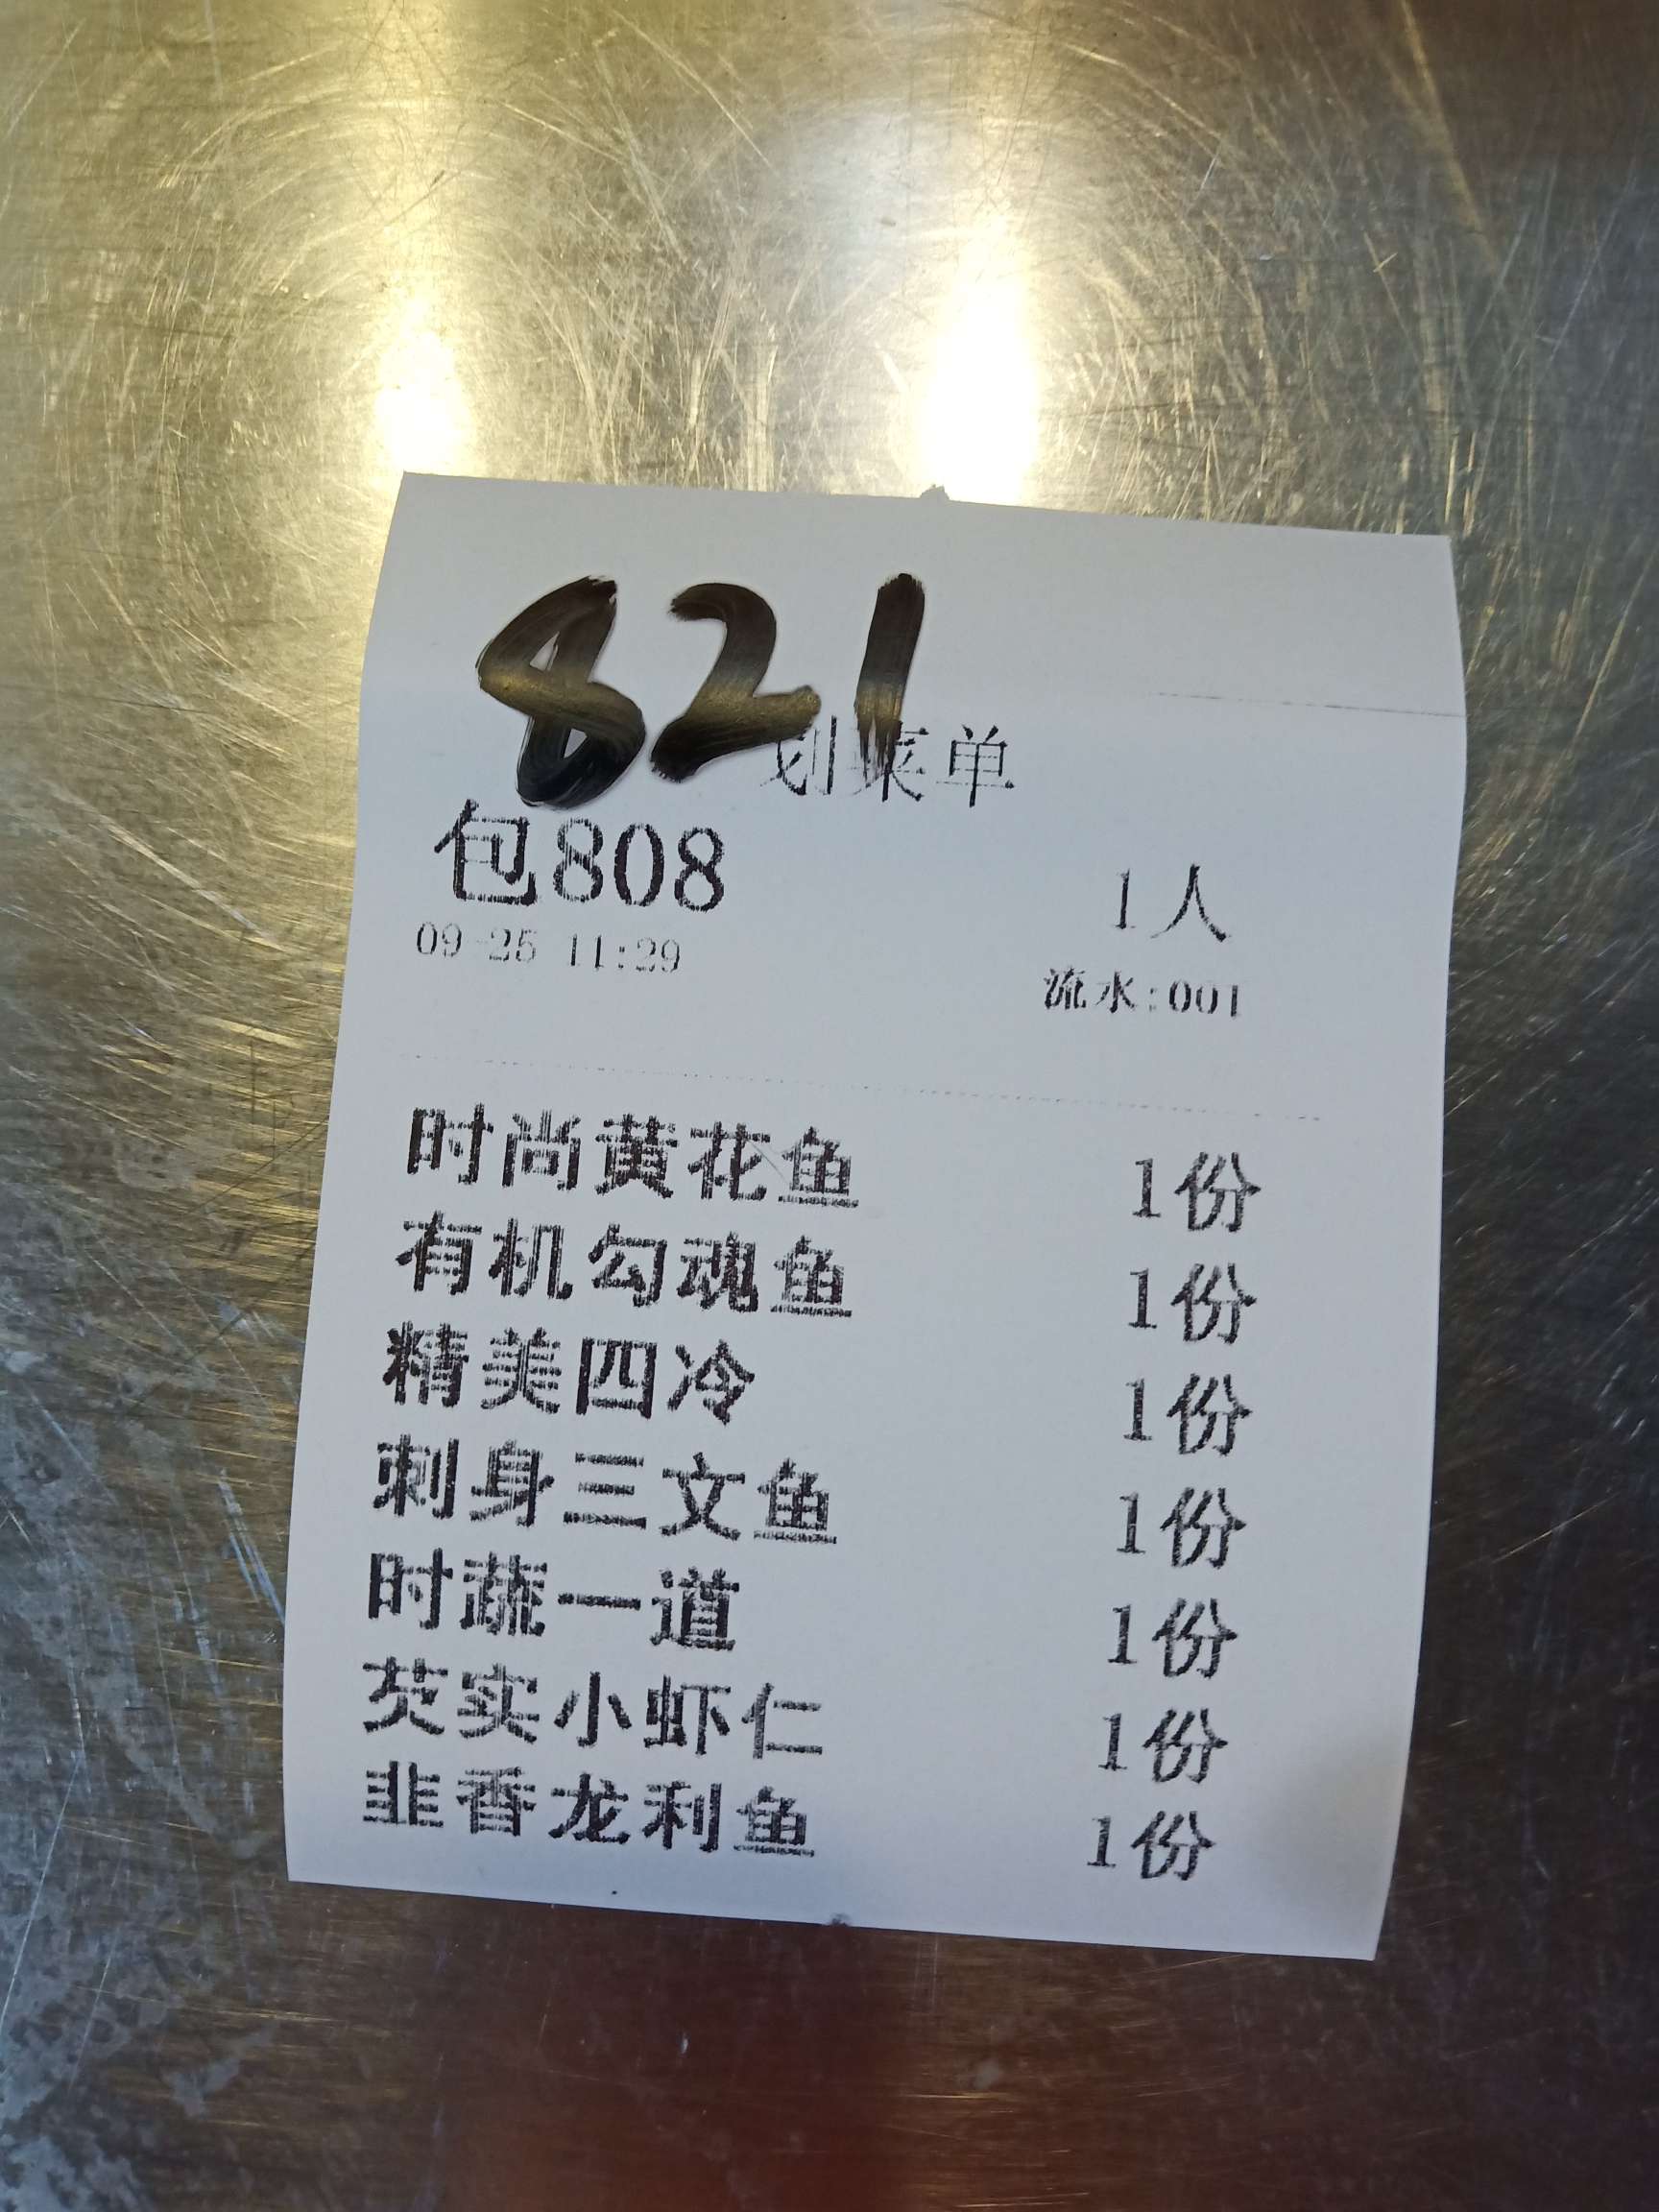 821
划菜单
包808
1人
09-25 11:29
流水:001
时尚黄花鱼 1份
有机勾魂鱼 1份
精美四冷 1份
刺身三文鱼 1份
时蔬一道 1份
芡实小虾仁 1份
韭香龙利鱼 1份